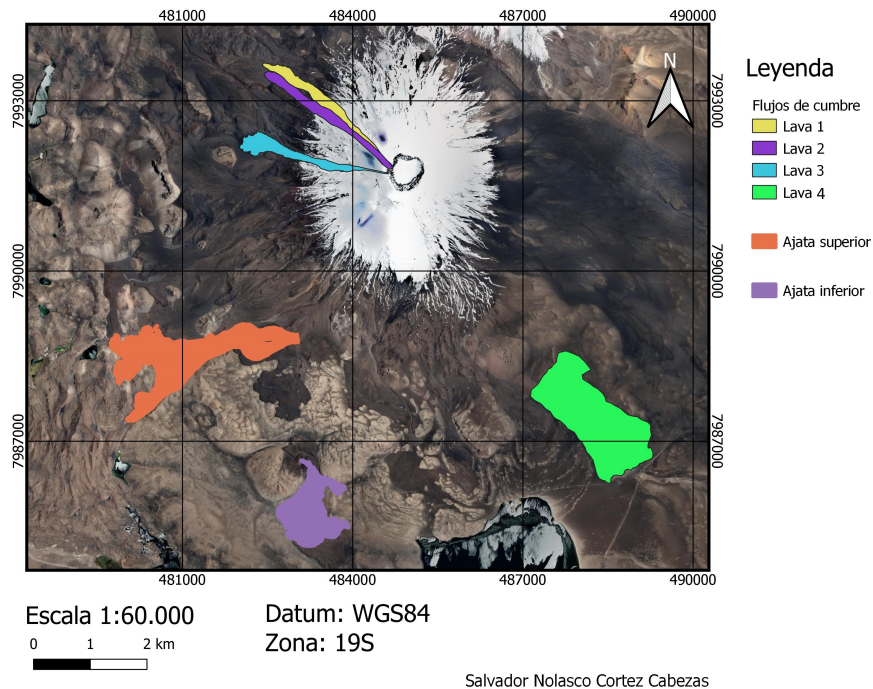 481000 484000 487000 490000
7993000
7993000
N
Leyenda
Flujos de cumbre
Lava 1
Lava 2
Lava 3
Lava 4
Ajata superior
Ajata inferior
7990000
7990000
7987000
7987000
481000 484000 487000 490000
Escala 1:60.000
0 1 2 km
Datum: WGS84
Zona: 19S
Salvador Nolasco Cortez Cabezas